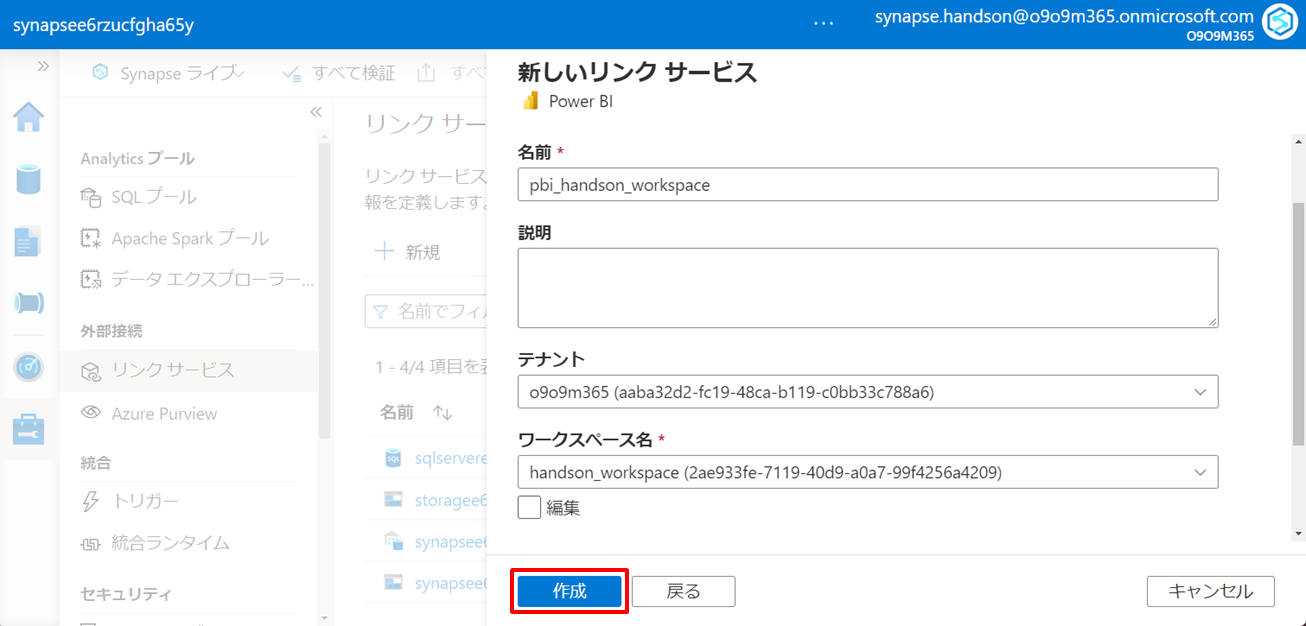 synapsee6rzucfgha65y
...
synapse.handson@o9o9m365.onmicrosoft.com
O9O9M365
Synapse ライブ
すべて検証
すべ
Analytics プール
SQL プール
Apache Spark プール
データ エクスプローラー...
外部接続
リンク サービス
Azure Purview
統合
トリガー
統合ランタイム
セキュリティ
リンク サー
リンク サービス
報を定義します。
新規
名前でフィル
1 - 4/4 項目を
名前
sqlservere
storagee6
synapsee6
synapsee6
新しいリンク サービス
Power BI
名前 *
pbi_handson_workspace
説明
テナント
o9o9m365 (aaba32d2-fc19-48ca-b119-c0bb33c788a6)
ワークスペース名 *
handson_workspace (2ae933fe-7119-40d9-a0a7-99f4256a4209)
編集
作成
戻る
キャンセル